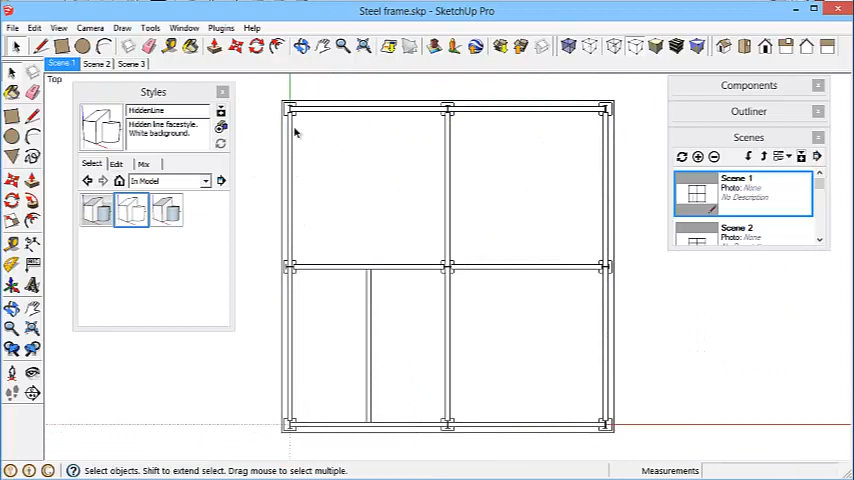 Steel frame.skp - SketchUp Pro
File Edit View Camera Draw Tools Window Plugins Help
Scene 1 Scene 2 Scene 3
Top
Styles
HiddenLine
Hidden line facestyle.
White background.
Select Edit Mix
In Model
Components
Outliner
Scenes
Scene 1
Photo: None
No Description
Scene 2
Photo: None
Select objects. Shift to extend select. Drag mouse to select multiple.
Measurements